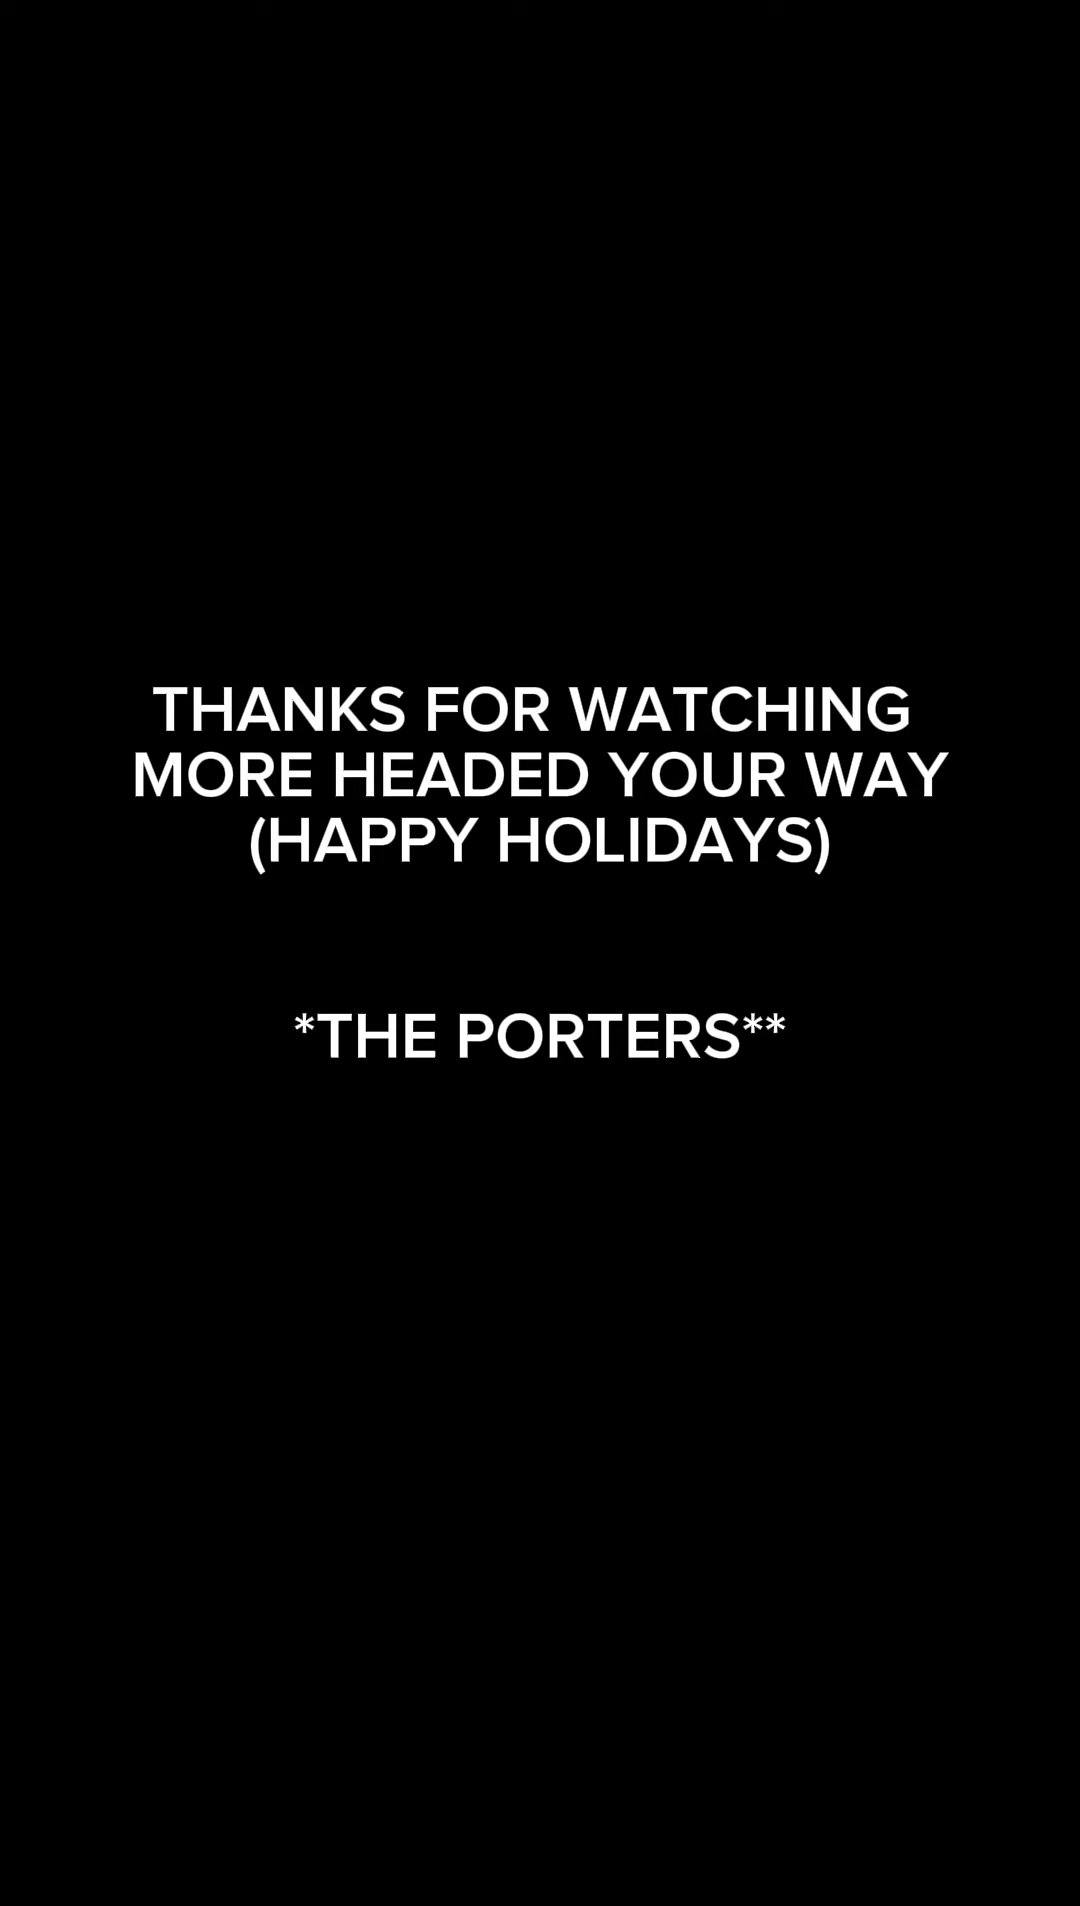 THANKS FOR WATCHING
MORE HEADED YOUR WAY
(HAPPY HOLIDAYS)
*THE PORTERS**